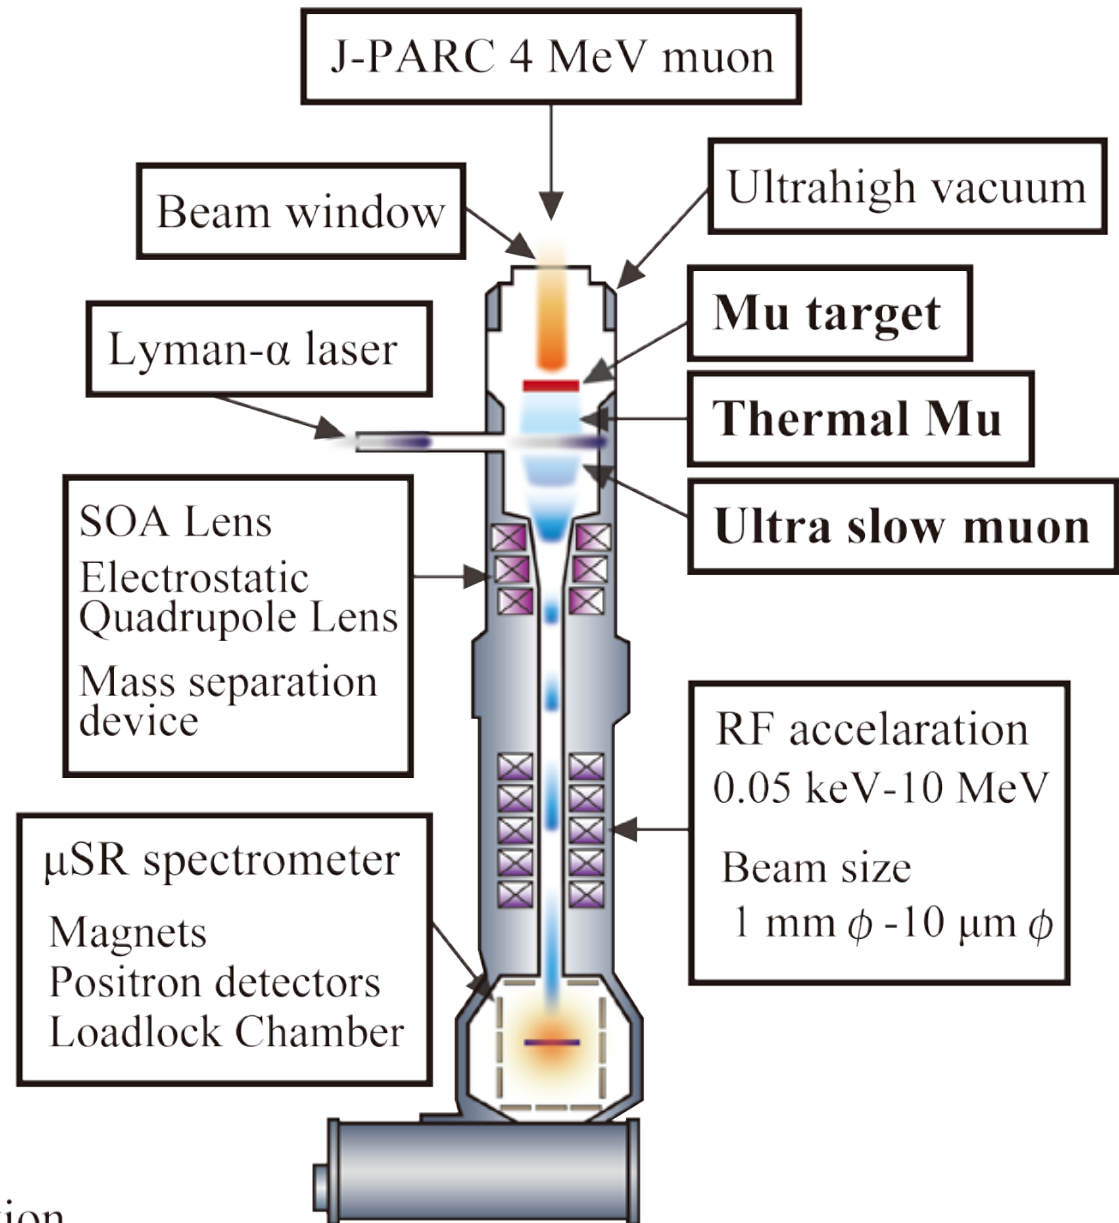 J-PARC 4 MeV muon
Beam window
Ultrahigh vacuum
Mu target
Lyman-α laser
Thermal Mu
Ultra slow muon
SOA Lens
Electrostatic
Quadrupole Lens
Mass separation
device
RF accelaration
0.05 keV-10 MeV
Beam size
1 mm ϕ -10 μm ϕ
μSR spectrometer
Magnets
Positron detectors
Loadlock Chamber